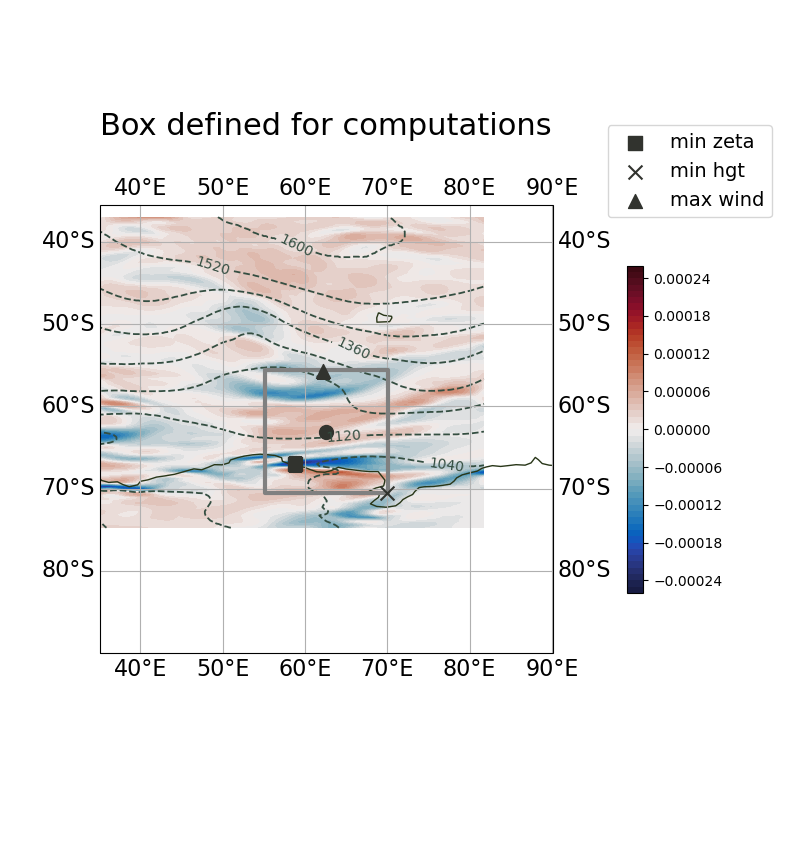 Box defined for computations
min zeta
min hgt
max wind
40°E 50°E 60°E 70°E 80°E 90°E
40°S 40°S
50°S 50°S
60°S 60°S
70°S 70°S
80°S 80°S
1600
1520
1360
1120
1040
40°E 50°E 60°E 70°E 80°E 90°E
0.00024
0.00018
0.00012
0.00006
0.00000
−0.00006
−0.00012
−0.00018
−0.00024